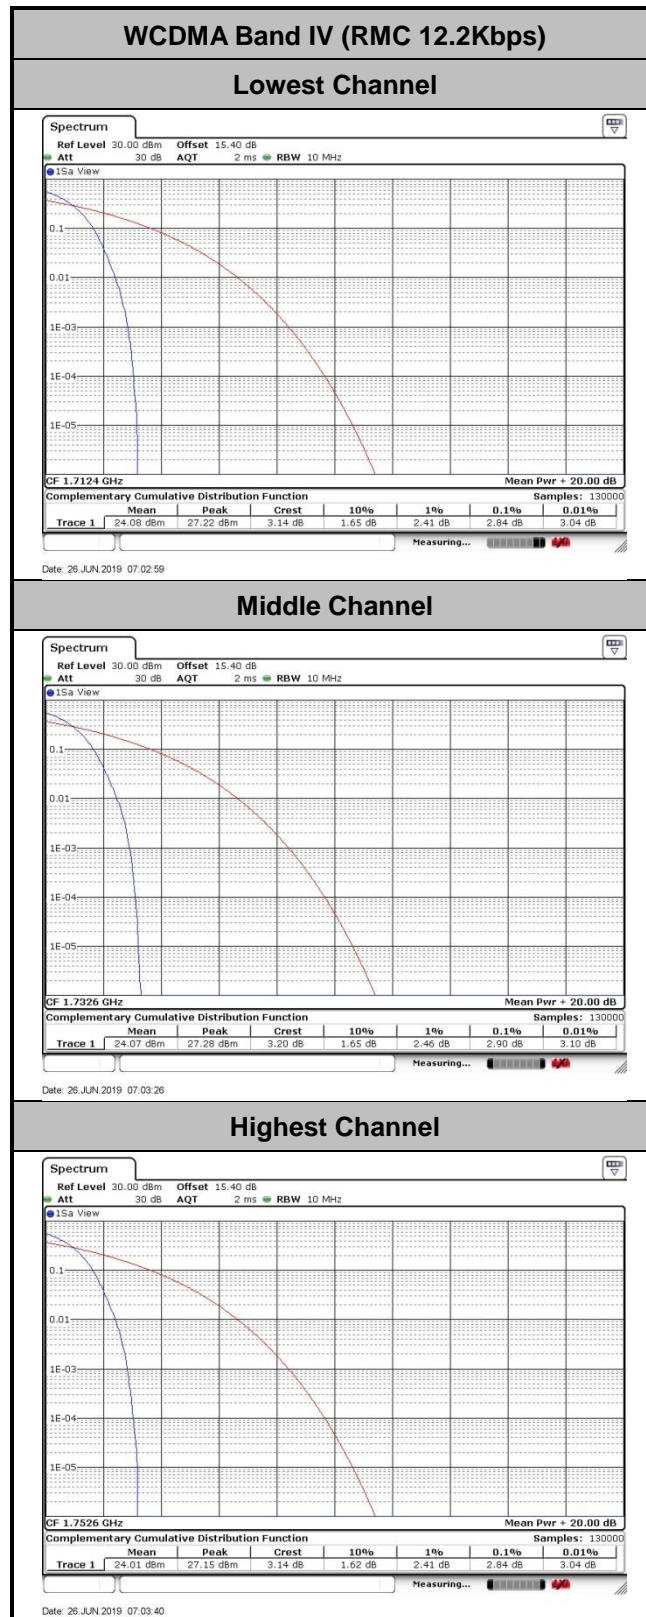 WCDMA Band IV (RMC 12.2Kbps)
Lowest Channel
Spectrum
Ref Level 30.00 dBm Offset 15.40 dB
Att 30 dB AQT 2 ms RBW 10 MHz
1Sa View
0.1
0.01
1E-03
1E-04
1E-05
CF 1.7124 GHz Mean Pwr + 20.00 dB
Complementary Cumulative Distribution Function Samples: 130000
Mean Peak Crest 10% 1% 0.1% 0.01%
Trace 1 24.08 dBm 27.22 dBm 3.14 dB 1.65 dB 2.41 dB 2.84 dB 3.04 dB
Measuring...
Date: 26.JUN.2019 07:02:59
Middle Channel
Spectrum
Ref Level 30.00 dBm Offset 15.40 dB
Att 30 dB AQT 2 ms RBW 10 MHz
1Sa View
0.1
0.01
1E-03
1E-04
1E-05
CF 1.7326 GHz Mean Pwr + 20.00 dB
Complementary Cumulative Distribution Function Samples: 130000
Mean Peak Crest 10% 1% 0.1% 0.01%
Trace 1 24.07 dBm 27.28 dBm 3.20 dB 1.65 dB 2.46 dB 2.90 dB 3.10 dB
Measuring...
Date: 26.JUN.2019 07:03:26
Highest Channel
Spectrum
Ref Level 30.00 dBm Offset 15.40 dB
Att 30 dB AQT 2 ms RBW 10 MHz
1Sa View
0.1
0.01
1E-03
1E-04
1E-05
CF 1.7526 GHz Mean Pwr + 20.00 dB
Complementary Cumulative Distribution Function Samples: 130000
Mean Peak Crest 10% 1% 0.1% 0.01%
Trace 1 24.01 dBm 27.15 dBm 3.14 dB 1.62 dB 2.41 dB 2.84 dB 3.04 dB
Measuring...
Date: 26.JUN.2019 07:03:40